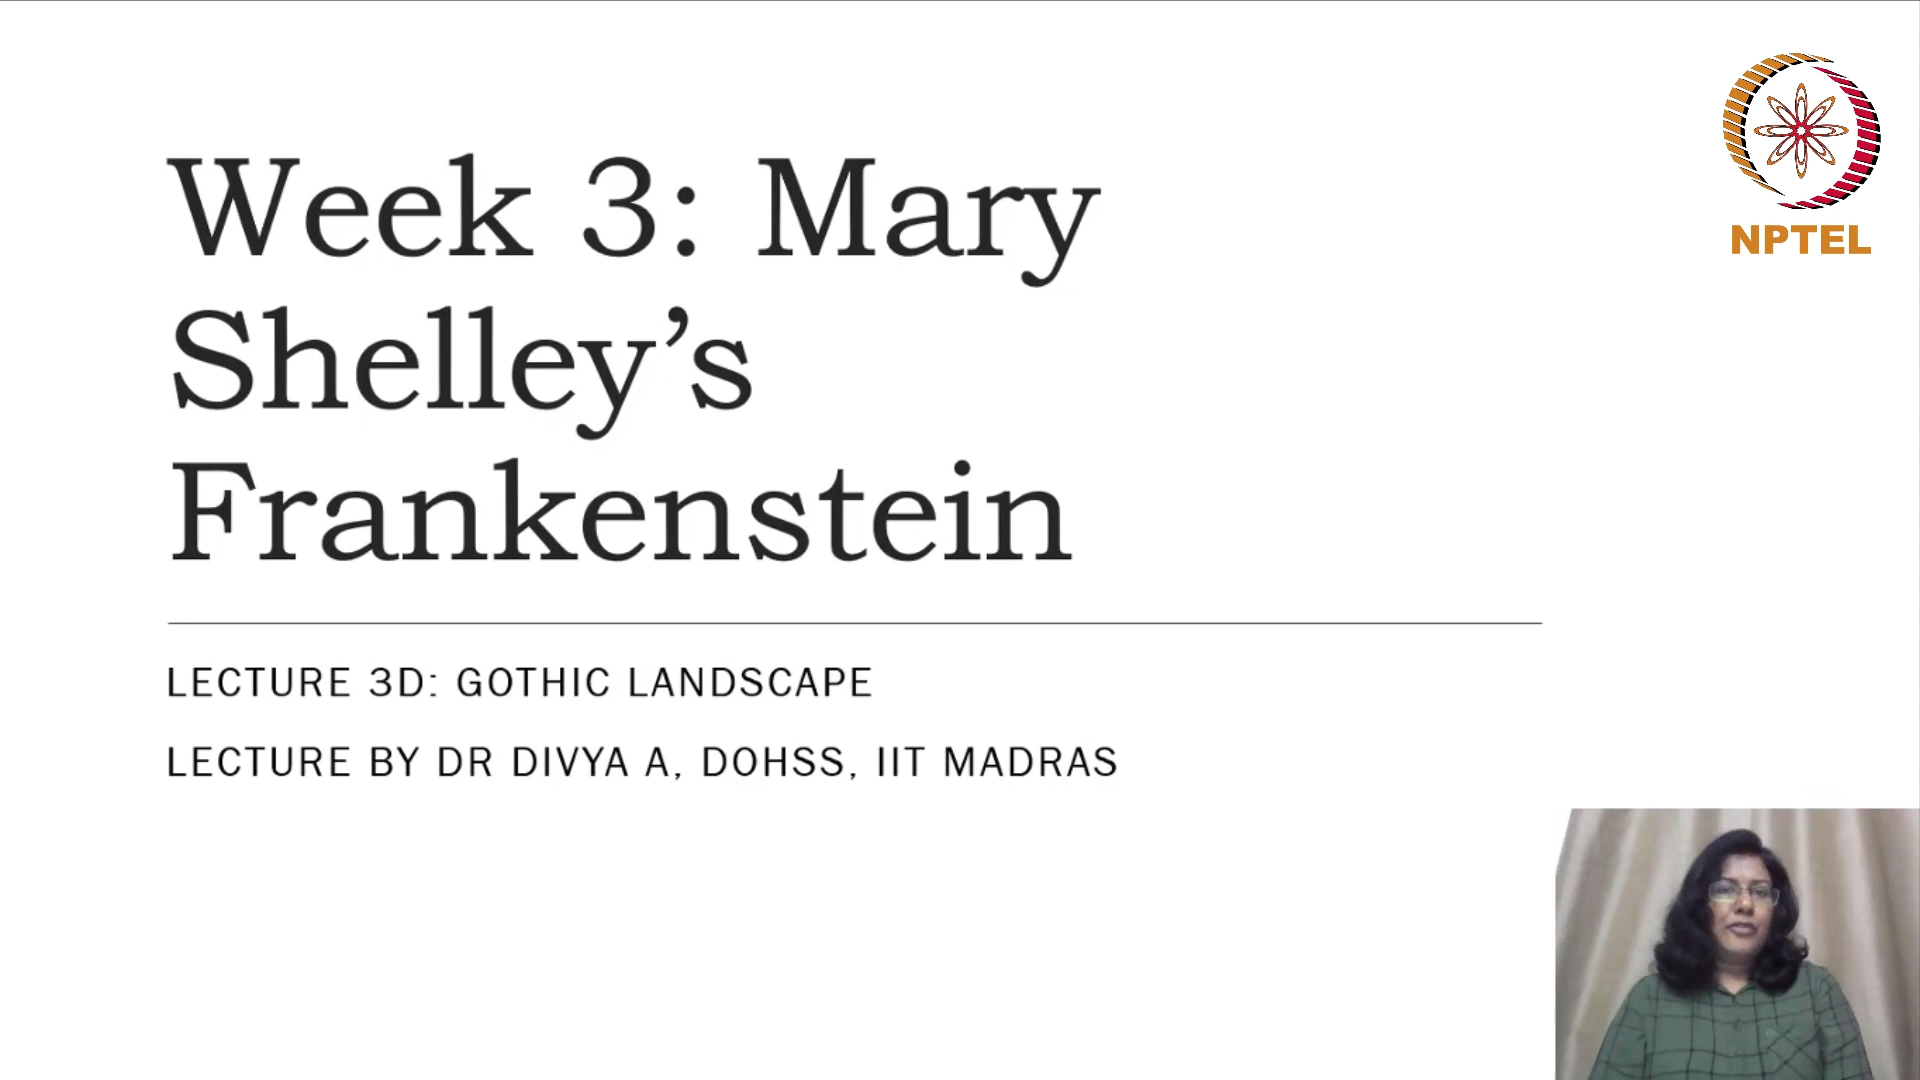 Week 3: Mary
Shelley’s
Frankenstein
LECTURE 3D: GOTHIC LANDSCAPE
LECTURE BY DR DIVYA A, DOHSS, IIT MADRAS
NPTEL